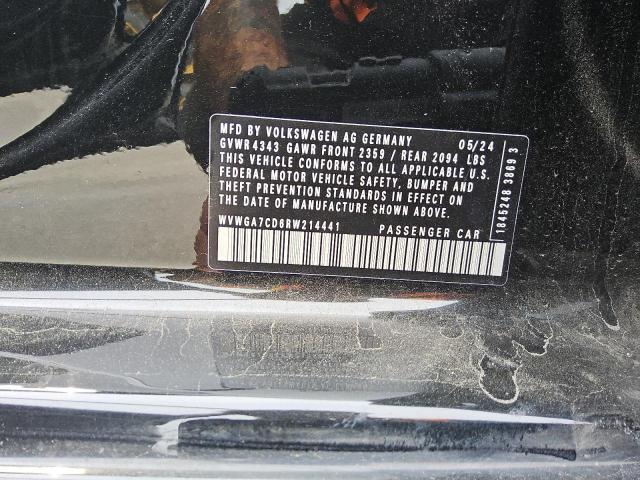 MFD BY VOLKSWAGEN AG GERMANY 05/24
GVWR 4343 GAWR FRONT 2359 / REAR 2094 LBS
THIS VEHICLE CONFORMS TO ALL APPLICABLE U.S.
FEDERAL MOTOR VEHICLE SAFETY, BUMPER AND
THEFT PREVENTION STANDARDS IN EFFECT ON
THE DATE OF MANUFACTURE SHOWN ABOVE.
WVWGA7CD6RW214441 PASSENGER CAR
1845248 3869 3